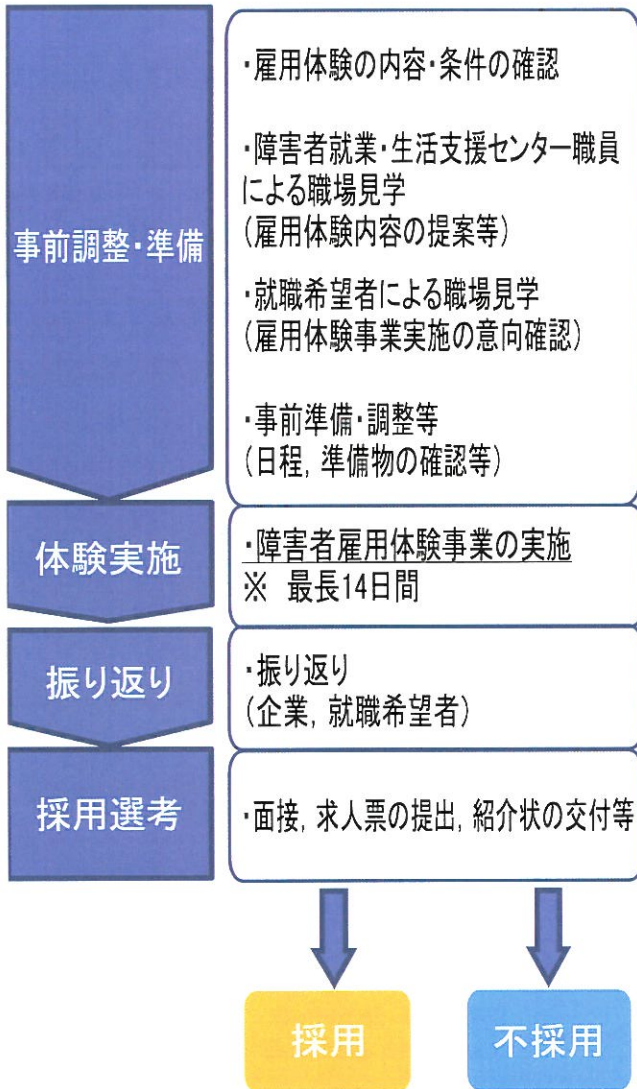 事前調整・準備
・雇用体験の内容・条件の確認
・障害者就業・生活支援センター職員
による職場見学
(雇用体験内容の提案等)
・就職希望者による職場見学
(雇用体験事業実施の意向確認)
・事前準備・調整等
(日程, 準備物の確認等)
体験実施
・障害者雇用体験事業の実施
※ 最長14日間
振り返り
・振り返り
(企業, 就職希望者)
採用選考
・面接, 求人票の提出, 紹介状の交付等
採用
不採用